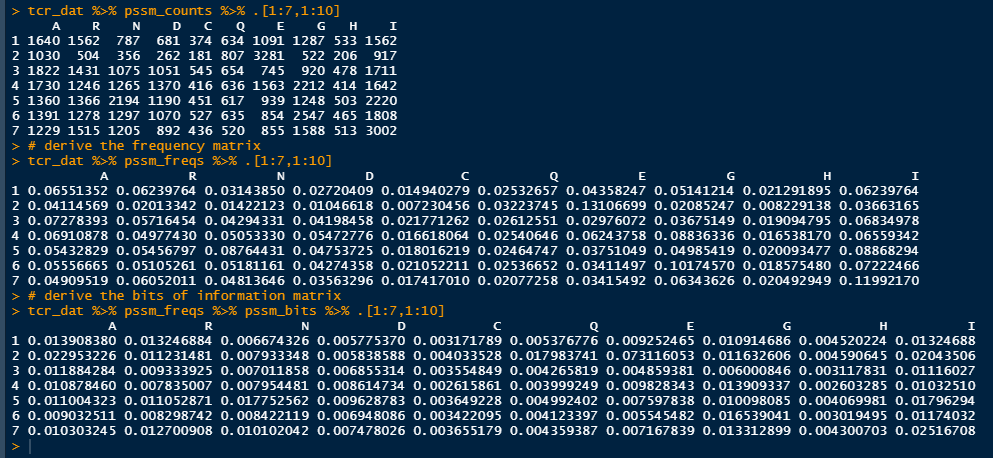 > tcr_dat %>% pssm_counts %>% .[1:7,1:10]
A R N D C Q E G H I
1 1640 1562 787 681 374 634 1091 1287 533 1562
2 1030 504 356 262 181 807 3281 522 206 917
3 1822 1431 1075 1051 545 654 745 920 478 1711
4 1730 1246 1265 1370 416 636 1563 2212 414 1642
5 1360 1366 2194 1190 451 617 939 1248 503 2220
6 1391 1278 1297 1070 527 635 854 2547 465 1808
7 1229 1515 1205 892 436 520 855 1588 513 3002
> # derive the frequency matrix
> tcr_dat %>% pssm_freqs %>% .[1:7,1:10]
A R N D C Q E G H I
1 0.06551352 0.06239764 0.03143850 0.02720409 0.014940279 0.02532657 0.04358247 0.05141214 0.021291895 0.06239764
2 0.04114569 0.02013342 0.01422123 0.01046618 0.007230456 0.03223745 0.13106699 0.02085247 0.008229138 0.03663165
3 0.07278393 0.05716454 0.04294331 0.04198458 0.021771262 0.02612551 0.02976072 0.03675149 0.019094795 0.06834978
4 0.06910878 0.04977430 0.05053330 0.05472776 0.016618064 0.02540646 0.06243758 0.08836336 0.016538170 0.06559342
5 0.05432829 0.05456797 0.08764431 0.04753725 0.018016219 0.02464747 0.03751049 0.04985419 0.020093477 0.08868294
6 0.05556665 0.05105261 0.05181161 0.04274358 0.021052211 0.02536652 0.03411497 0.10174570 0.018575480 0.07222466
7 0.04909519 0.06052011 0.04813646 0.03563296 0.017417010 0.02077258 0.03415492 0.06343626 0.020492949 0.11992170
> # derive the bits of information matrix
> tcr_dat %>% pssm_freqs %>% pssm_bits %>% .[1:7,1:10]
A R N D C Q E G H I
1 0.013908380 0.013246884 0.006674326 0.005775370 0.003171789 0.005376776 0.009252465 0.010914686 0.004520224 0.01324688
2 0.022953226 0.011231481 0.007933348 0.005838588 0.004033528 0.017983741 0.073116053 0.011632606 0.004590645 0.02043506
3 0.011884284 0.009333925 0.007011858 0.006855314 0.003554849 0.004265819 0.004859381 0.006000846 0.003117831 0.01116027
4 0.010878460 0.007835007 0.007954481 0.008614734 0.002615861 0.003999249 0.009828343 0.013909337 0.002603285 0.01032510
5 0.011004323 0.011052871 0.017752562 0.009628783 0.003649228 0.004992402 0.007597838 0.010098085 0.004069981 0.01796294
6 0.009032511 0.008298742 0.008422119 0.006948086 0.003422095 0.004123397 0.005545482 0.016539041 0.003019495 0.01174032
7 0.010303245 0.012700908 0.010102042 0.007478026 0.003655179 0.004359387 0.007167839 0.013312899 0.004300703 0.02516708
>